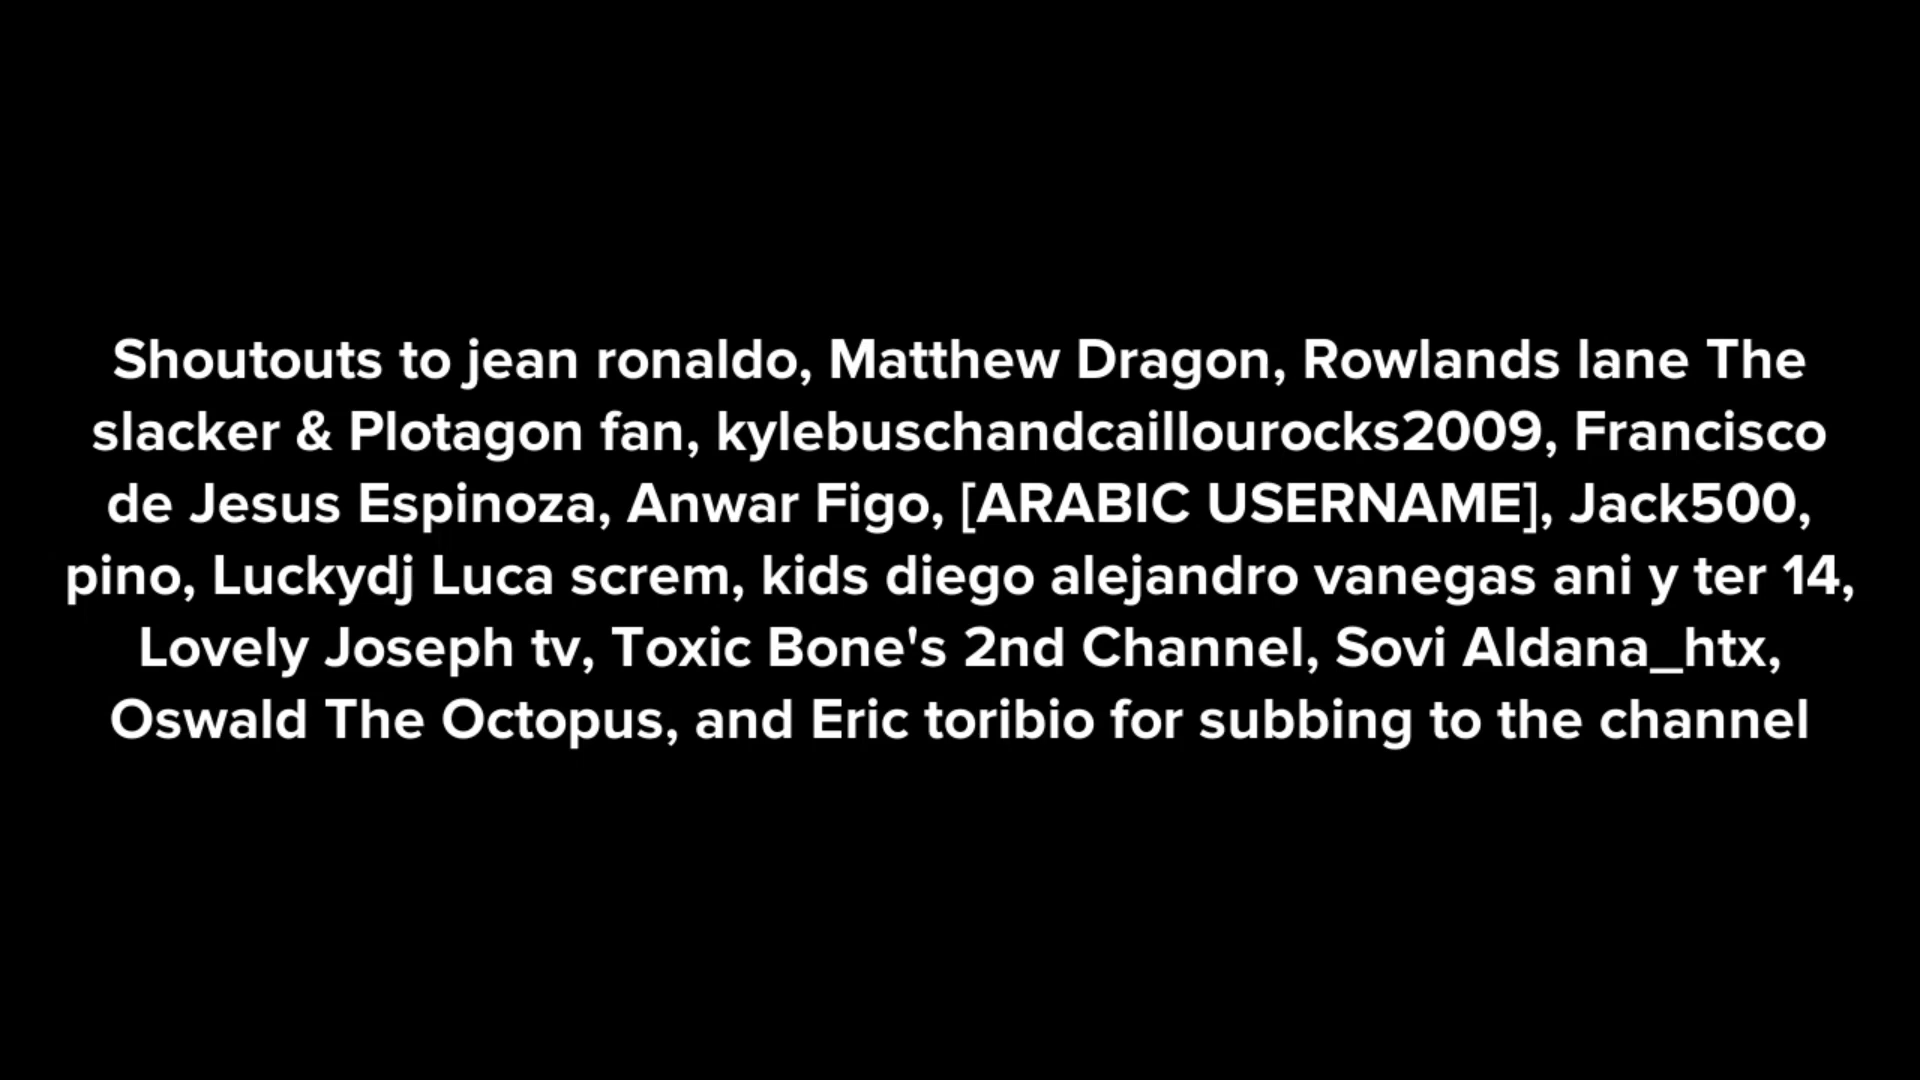 Shoutouts to jean ronaldo, Matthew Dragon, Rowlands lane The
slacker & Plotagon fan, kylebuschandcaillourocks2009, Francisco
de Jesus Espinoza, Anwar Figo, [ARABIC USERNAME], Jack500,
pino, Luckydj Luca screm, kids diego alejandro vanegas ani y ter 14,
Lovely Joseph tv, Toxic Bone's 2nd Channel, Sovi Aldana_htx,
Oswald The Octopus, and Eric toribio for subbing to the channel